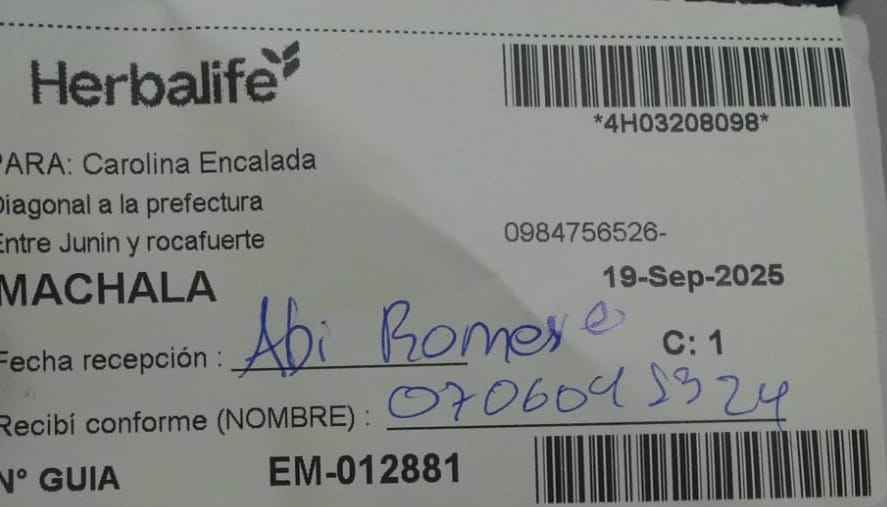 Herbalife
*4H03208098*
PARA: Carolina Encalada
Diagonal a la prefectura
Entre Junin y rocafuerte
0984756526-
MACHALA
19-Sep-2025
Fecha recepción : Abi Romero
C: 1
Recibí conforme (NOMBRE) : 0706045324
Nº GUIA EM-012881